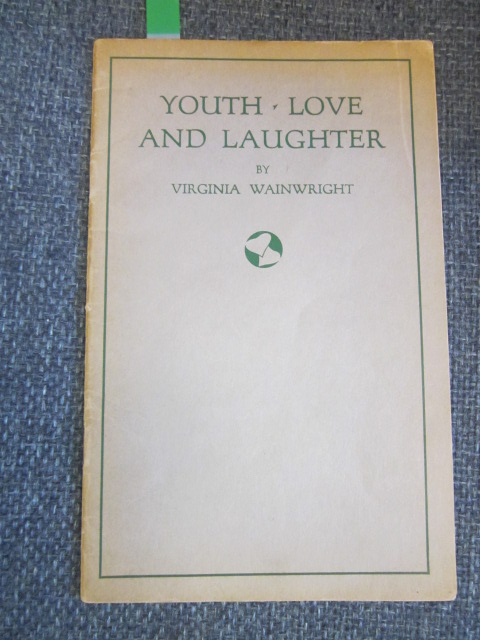 YOUTH · LOVE
AND LAUGHTER
BY
VIRGINIA WAINWRIGHT